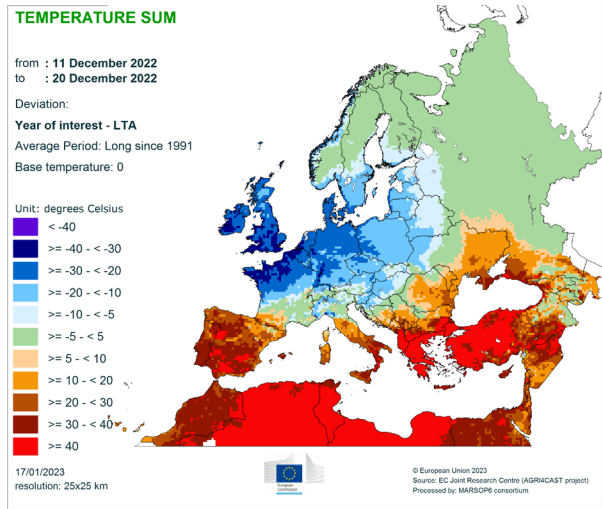 TEMPERATURE SUM
from : 11 December 2022
to : 20 December 2022
Deviation:
Year of interest - LTA
Average Period: Long since 1991
Base temperature: 0
Unit: degrees Celsius
< -40
>= -40 - < -30
>= -30 - < -20
>= -20 - < -10
>= -10 - < -5
>= -5 - < 5
>= 5 - < 10
>= 10 - < 20
>= 20 - < 30
>= 30 - < 40
>= 40
17/01/2023
resolution: 25x25 km
European
Commission
© European Union 2023
Source: EC Joint Research Centre (AGRI4CAST project)
Processed by: MARSOP6 consortium